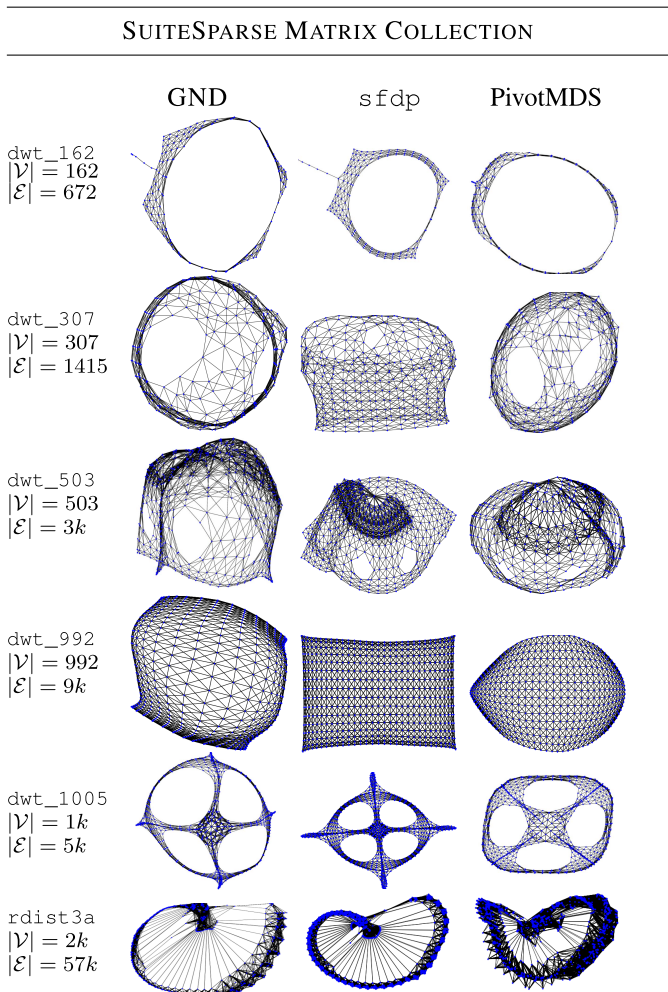 SUITESPARSE MATRIX COLLECTION
GND sfdp PivotMDS
dwt_162
|V| = 162
|E| = 672
dwt_307
|V| = 307
|E| = 1415
dwt_503
|V| = 503
|E| = 3k
dwt_992
|V| = 992
|E| = 9k
dwt_1005
|V| = 1k
|E| = 5k
rdist3a
|V| = 2k
|E| = 57k